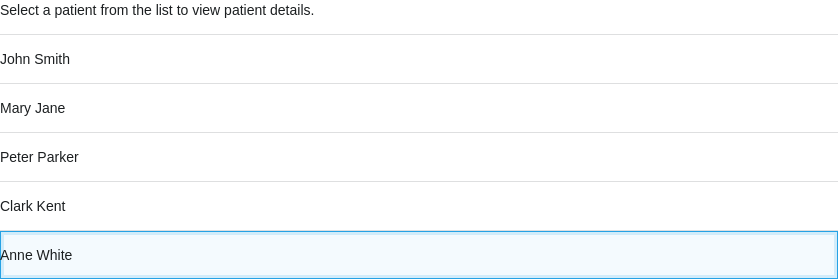 Select a patient from the list to view patient details.
John Smith
Mary Jane
Peter Parker
Clark Kent
Anne White